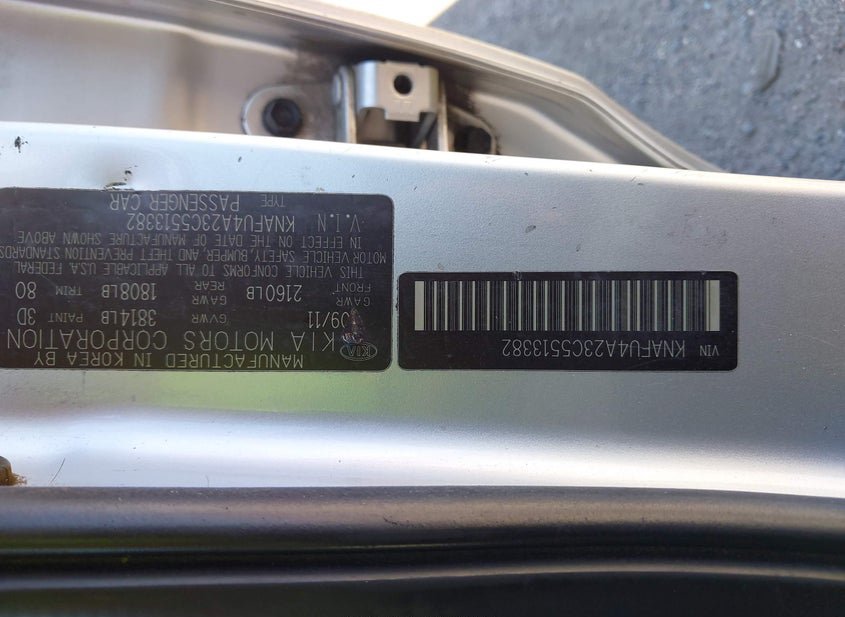 MANUFACTURED IN KOREA BY
KIA KIA MOTORS CORPORATION
09/11 GVWR 3814LB PAINT 3D
FRONT GAWR 2160LB REAR GAWR 1808LB TRIM 80
THIS VEHICLE CONFORMS TO ALL APPLICABLE U.S.A. FEDERAL
MOTOR VEHICLE SAFETY, BUMPER, AND THEFT PREVENTION STANDARDS
IN EFFECT ON THE DATE OF MANUFACTURE SHOWN ABOVE
V.I.N KNAFU4A23C5513382
TYPE PASSENGER CAR
VIN KNAFU4A23C5513382